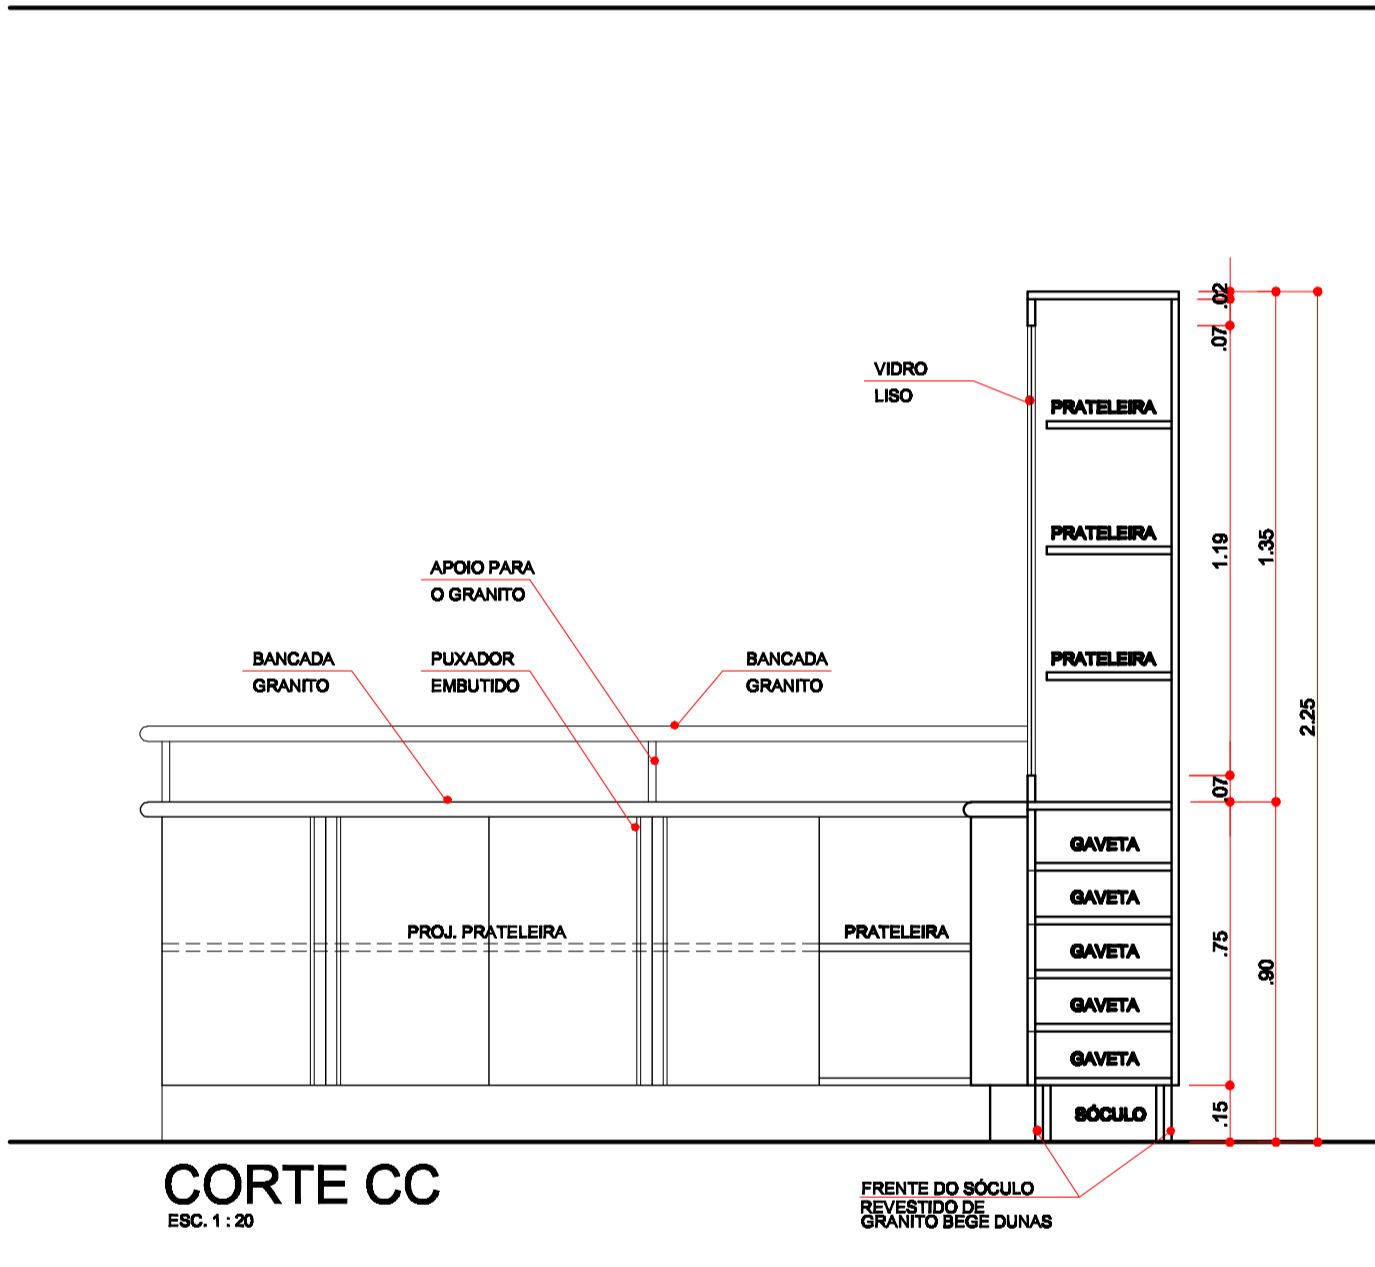 .02
.07
VIDRO
LISO
PRATELEIRA
PRATELEIRA
1.19
1.35
APOIO PARA
O GRANITO
BANCADA
GRANITO
PUXADOR
EMBUTIDO
BANCADA
GRANITO
PRATELEIRA
2.25
.07
GAVETA
GAVETA
PROJ. PRATELEIRA
PRATELEIRA
GAVETA
.75
.90
GAVETA
GAVETA
SÓCULO
.15
CORTE CC
ESC. 1 : 20
FRENTE DO SÓCULO
REVESTIDO DE
GRANITO BEGE DUNAS